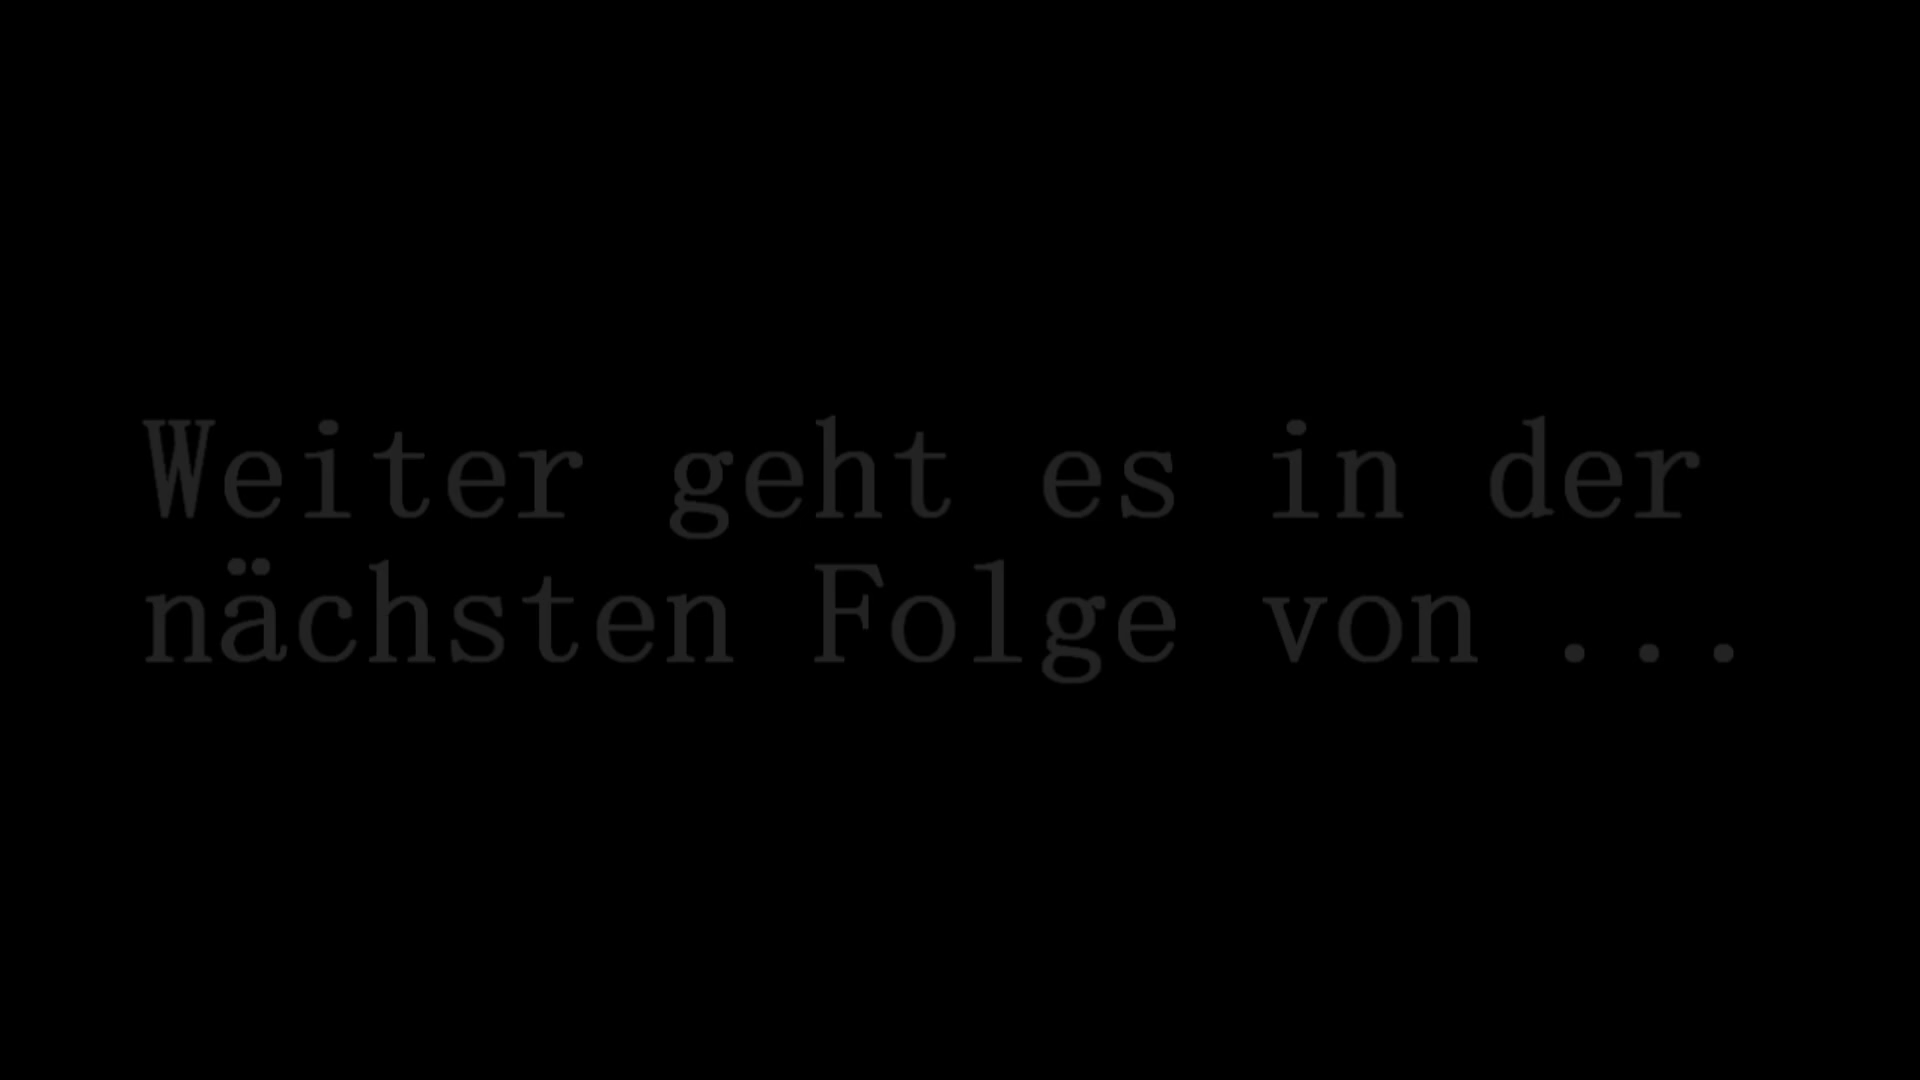 Weiter geht es in der
nächsten Folge von ...